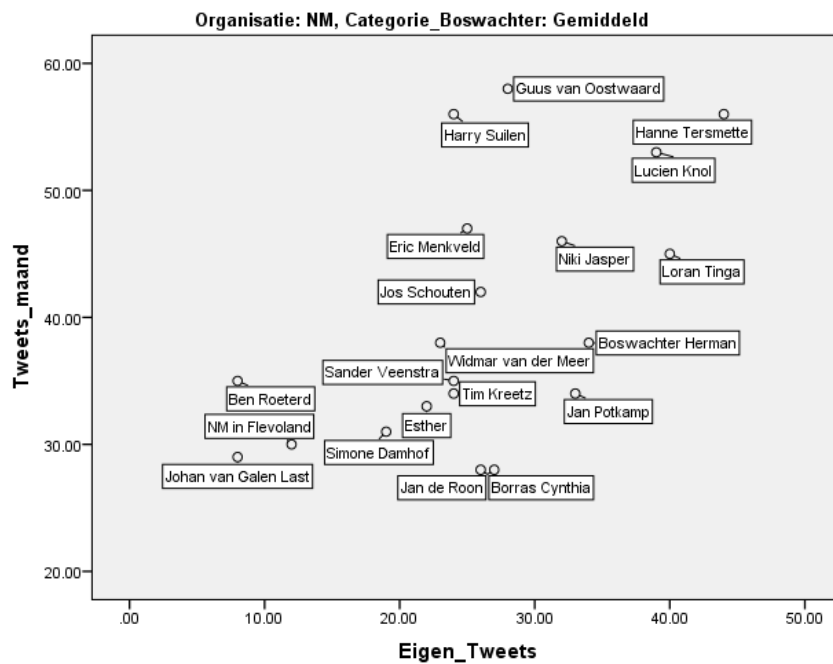 Organisatie: NM, Categorie_Boswachter: Gemiddeld
60.00
50.00
40.00
30.00
20.00
Tweets_maand
Guus van Oostwaard
Harry Suilen
Hanne Tersmette
Lucien Knol
Eric Menkveld
Niki Jasper
Loran Tinga
Jos Schouten
Boswachter Herman
Widmar van der Meer
Sander Veenstra
Tim Kreetz
Ben Roeterd
Jan Potkamp
NM in Flevoland
Esther
Simone Damhof
Johan van Galen Last
Jan de Roon
Borras Cynthia
.00
10.00
20.00
30.00
40.00
50.00
Eigen_Tweets